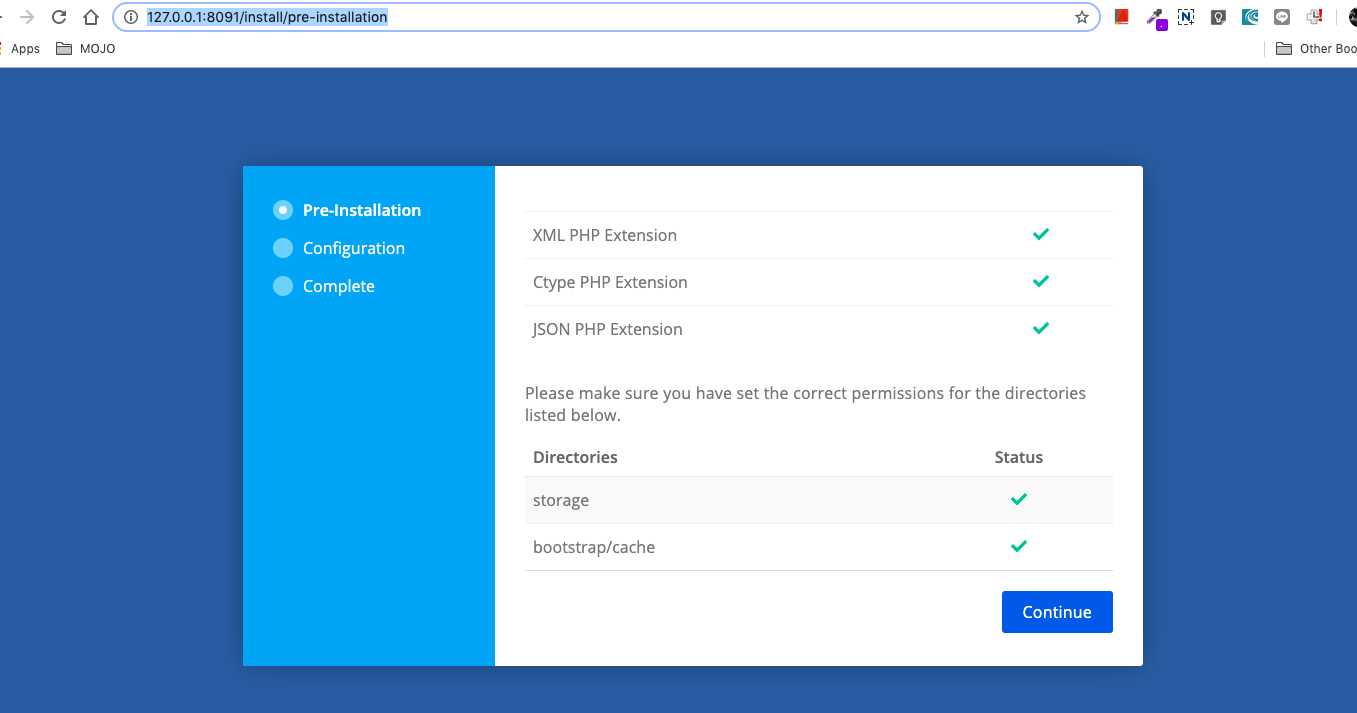 127.0.0.1:8091/install/pre-installation
Apps
MOJO
Other Boo
Pre-Installation
Configuration
Complete
XML PHP Extension
Ctype PHP Extension
JSON PHP Extension
Please make sure you have set the correct permissions for the directories
listed below.
Directories Status
storage
bootstrap/cache
Continue